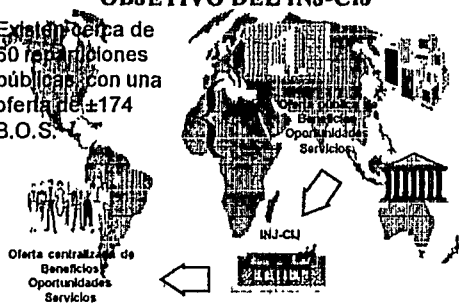 OBJETIVO DEL INJ-CIJ
Existen cerca de
50 reparticiones
públicas, con una
oferta de ±174
B.O.S.
Oferta pública de
Beneficios
Oportunidades
Servicios
INJ-CIJ
Oferta centralizada de
Beneficios
Oportunidades
Servicios